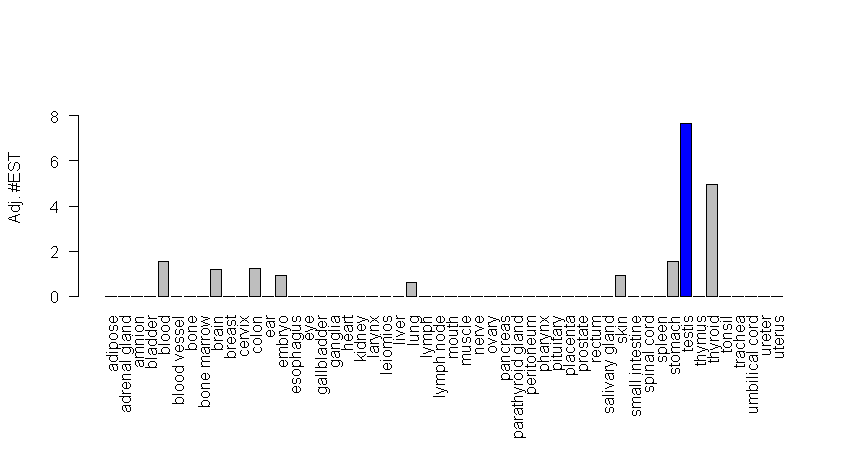 Adj. #EST
8
6
4
2
0
adipose
adrenal gland
amnion
bladder
blood
blood vessel
bone
bone marrow
brain
breast
cervix
colon
ear
embryo
esophagus
eye
gallbladder
ganglia
heart
kidney
larynx
leiomios
liver
lung
lymph
lymph node
mouth
muscle
nerve
ovary
pancreas
parathyroid gland
peritoneum
pharynx
pituitary
placenta
prostate
rectum
salivary gland
skin
small intestine
spinal cord
spleen
stomach
testis
thymus
thyroid
tonsil
trachea
umbilical cord
ureter
uterus